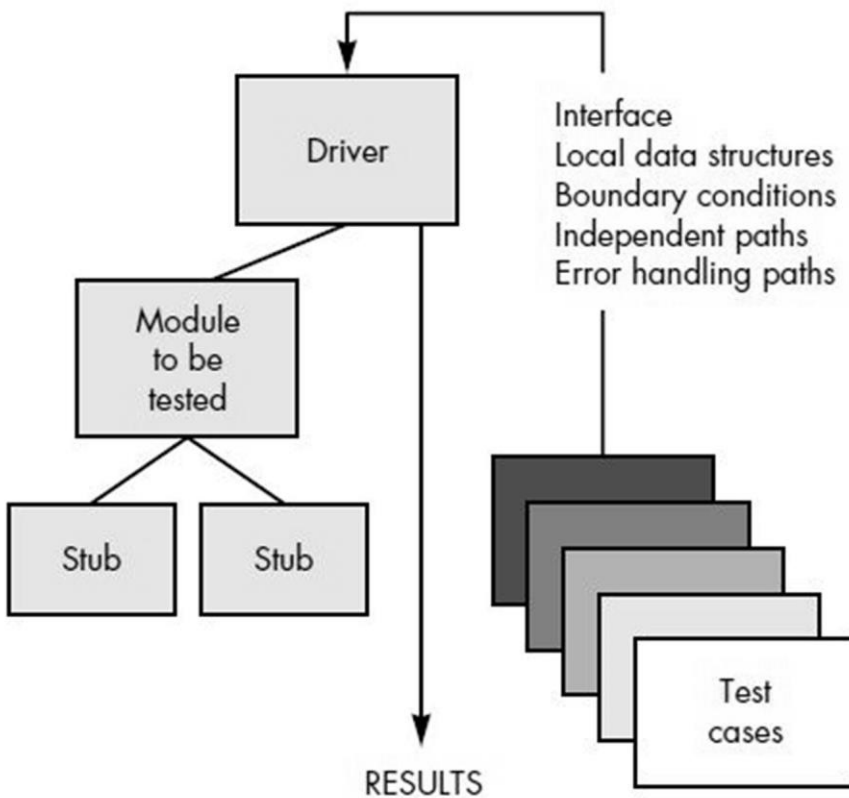 Driver
Interface
Local data structures
Boundary conditions
Independent paths
Error handling paths
Module
to be
tested
Stub
Stub
Test
cases
RESULTS